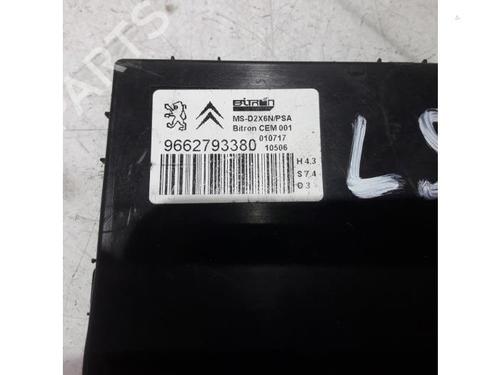 BITRON
MS-D2X6N/PSA
Bitron CEM 001
010717
9662793380 10506
H 4.3
S 7.4
O 3